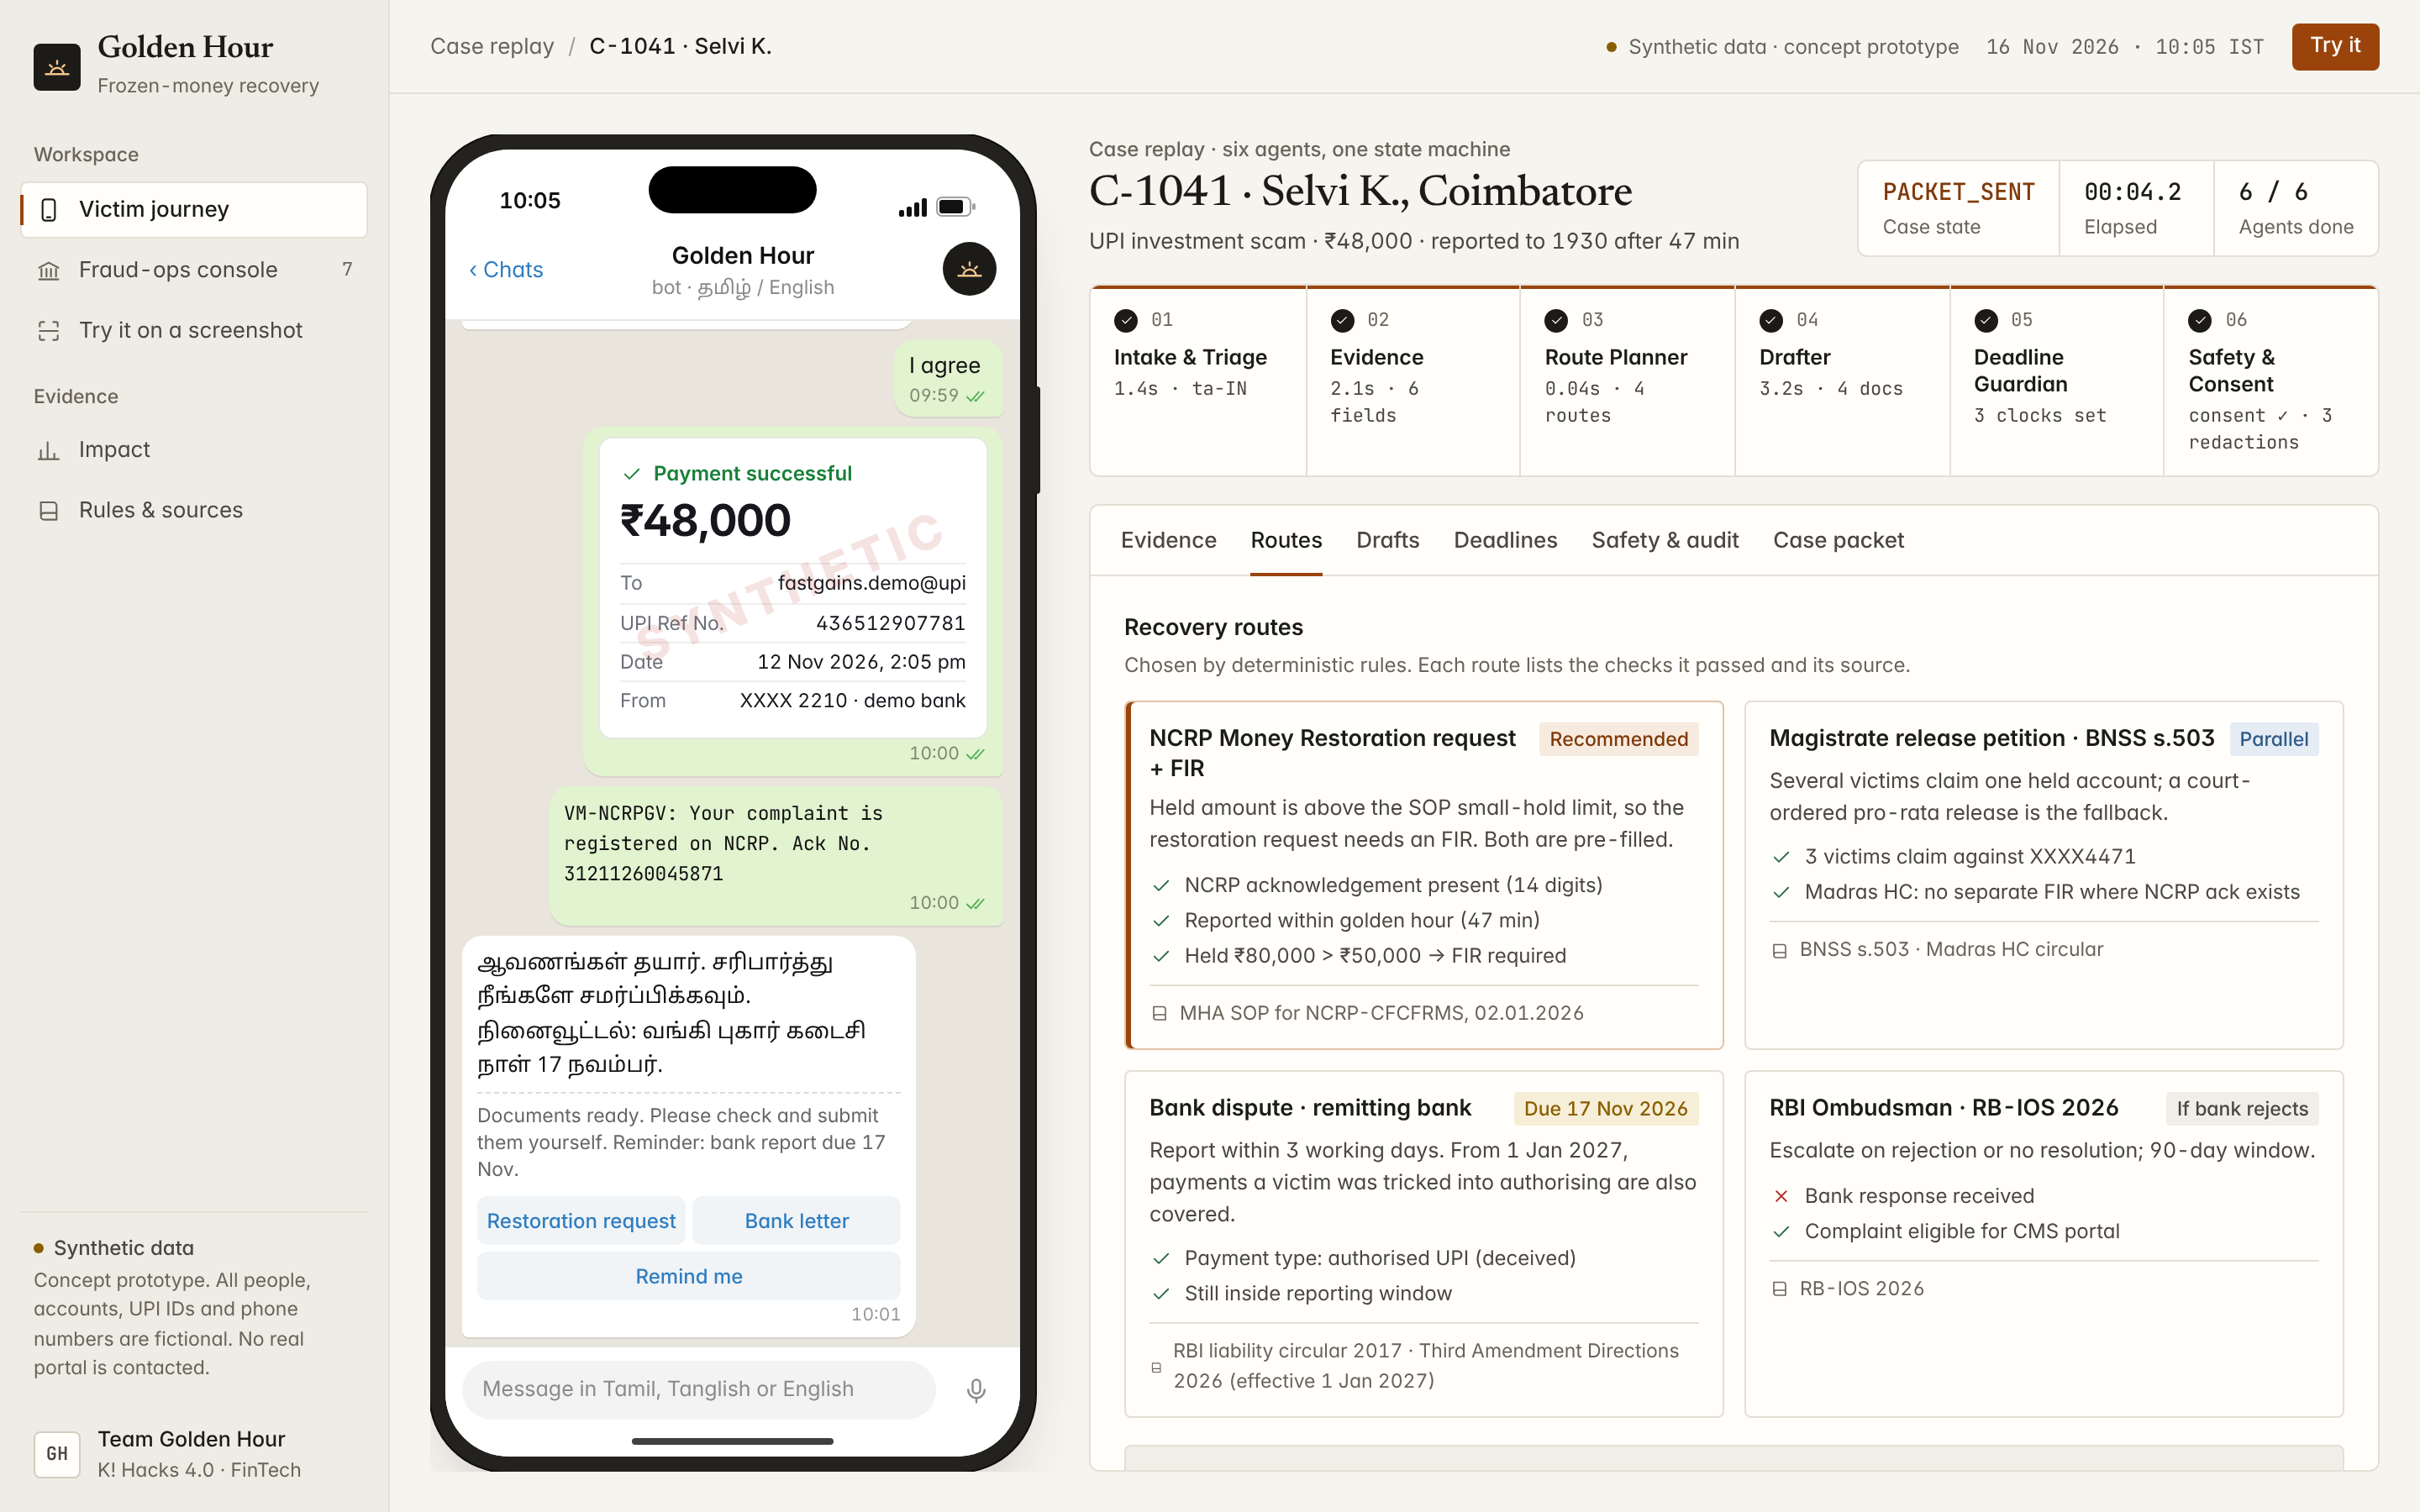 Golden Hour
Frozen-money recovery
Workspace
Victim journey
Fraud-ops console 7
Try it on a screenshot
Evidence
Impact
Rules & sources
Synthetic data
Concept prototype. All people,
accounts, UPI IDs and phone
numbers are fictional. No real
portal is contacted.
GH
Team Golden Hour
K! Hacks 4.0 · FinTech
Case replay / C-1041 · Selvi K.
Synthetic data · concept prototype 16 Nov 2026 · 10:05 IST Try it
10:05
‹ Chats
Golden Hour
bot · தமிழ் / English
I agree
09:59
Payment successful
₹48,000
SYNTHETIC
To fastgains.demo@upi
UPI Ref No. 436512907781
Date 12 Nov 2026, 2:05 pm
From XXXX 2210 · demo bank
10:00
VM-NCRPGV: Your complaint is
registered on NCRP. Ack No.
31211260045871
10:00
ஆவணங்கள் தயார். சரிபார்த்து
நீங்களே சமர்ப்பிக்கவும்.
நினைவூட்டல்: வங்கி புகார் கடைசி
நாள் 17 நவம்பர்.
Documents ready. Please check and submit
them yourself. Reminder: bank report due 17
Nov.
Restoration request Bank letter
Remind me
10:01
Message in Tamil, Tanglish or English
Case replay · six agents, one state machine
C-1041 · Selvi K., Coimbatore
UPI investment scam · ₹48,000 · reported to 1930 after 47 min
PACKET_SENT
Case state
00:04.2
Elapsed
6 / 6
Agents done
01
Intake & Triage
1.4s · ta-IN
02
Evidence
2.1s · 6
fields
03
Route Planner
0.04s · 4
routes
04
Drafter
3.2s · 4 docs
05
Deadline
Guardian
3 clocks set
06
Safety &
Consent
consent ✓ · 3
redactions
Evidence Routes Drafts Deadlines Safety & audit Case packet
Recovery routes
Chosen by deterministic rules. Each route lists the checks it passed and its source.
NCRP Money Restoration request
+ FIR
Recommended
Held amount is above the SOP small-hold limit, so the
restoration request needs an FIR. Both are pre-filled.
NCRP acknowledgement present (14 digits)
Reported within golden hour (47 min)
Held ₹80,000 > ₹50,000 → FIR required
MHA SOP for NCRP-CFCFRMS, 02.01.2026
Magistrate release petition · BNSS s.503 Parallel
Several victims claim one held account; a court-
ordered pro-rata release is the fallback.
3 victims claim against XXXX4471
Madras HC: no separate FIR where NCRP ack exists
BNSS s.503 · Madras HC circular
Bank dispute · remitting bank Due 17 Nov 2026
Report within 3 working days. From 1 Jan 2027,
payments a victim was tricked into authorising are also
covered.
Payment type: authorised UPI (deceived)
Still inside reporting window
RBI liability circular 2017 · Third Amendment Directions
2026 (effective 1 Jan 2027)
RBI Ombudsman · RB-IOS 2026 If bank rejects
Escalate on rejection or no resolution; 90-day window.
Bank response received
Complaint eligible for CMS portal
RB-IOS 2026